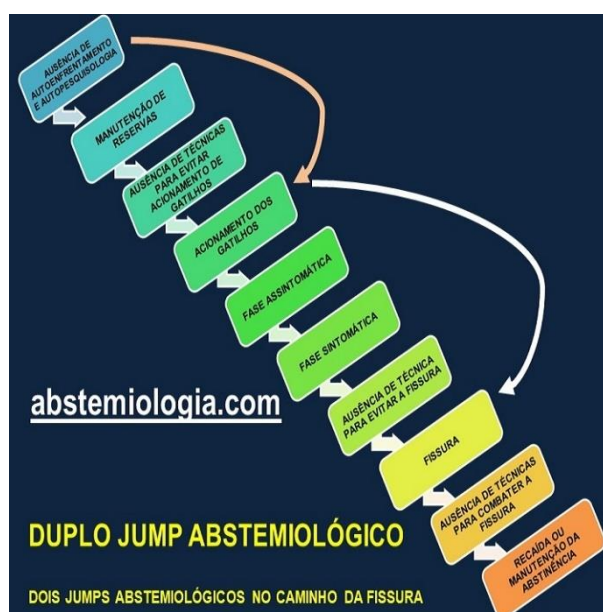 AUSÊNCIA DE
AUTOENFRENTAMENTO
E AUTOPESQUISOLOGIA
MANUTENÇÃO DE
RESERVAS
AUSÊNCIA DE TÉCNICAS
PARA EVITAR
ACIONAMENTO DE
GATILHOS
ACIONAMENTO DOS
GATILHOS
FASE ASSINTOMÁTICA
FASE SINTOMÁTICA
AUSÊNCIA DE TÉCNICA
PARA EVITAR A FISSURA
FISSURA
AUSÊNCIA DE TÉCNICAS
PARA COMBATER A
FISSURA
RECAÍDA OU
MANUTENÇÃO DA
ABSTINÊNCIA
abstemiologia.com
DUPLO JUMP ABSTEMIOLÓGICO
DOIS JUMPS ABSTEMIOLÓGICOS NO CAMINHO DA FISSURA